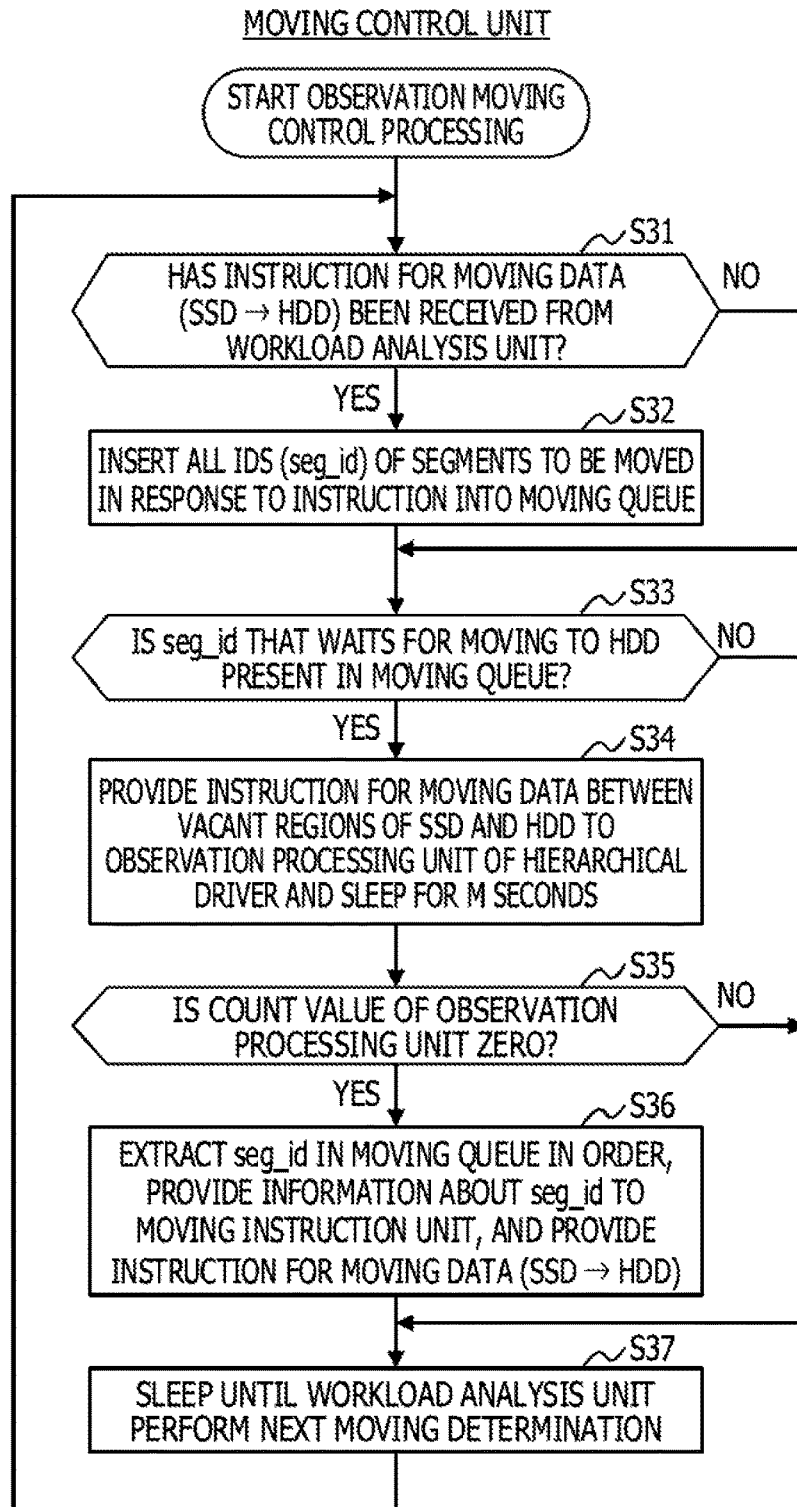 MOVING CONTROL UNIT
START OBSERVATION MOVING
CONTROL PROCESSING
S31
HAS INSTRUCTION FOR MOVING DATA
(SSD → HDD) BEEN RECEIVED FROM
WORKLOAD ANALYSIS UNIT?
NO
YES
S32
INSERT ALL IDS (seg_id) OF SEGMENTS TO BE MOVED
IN RESPONSE TO INSTRUCTION INTO MOVING QUEUE
S33
IS seg_id THAT WAITS FOR MOVING TO HDD
PRESENT IN MOVING QUEUE?
NO
YES
S34
PROVIDE INSTRUCTION FOR MOVING DATA BETWEEN
VACANT REGIONS OF SSD AND HDD TO
OBSERVATION PROCESSING UNIT OF HIERARCHICAL
DRIVER AND SLEEP FOR M SECONDS
S35
IS COUNT VALUE OF OBSERVATION
PROCESSING UNIT ZERO?
NO
YES
S36
EXTRACT seg_id IN MOVING QUEUE IN ORDER,
PROVIDE INFORMATION ABOUT seg_id TO
MOVING INSTRUCTION UNIT, AND PROVIDE
INSTRUCTION FOR MOVING DATA (SSD → HDD)
S37
SLEEP UNTIL WORKLOAD ANALYSIS UNIT
PERFORM NEXT MOVING DETERMINATION